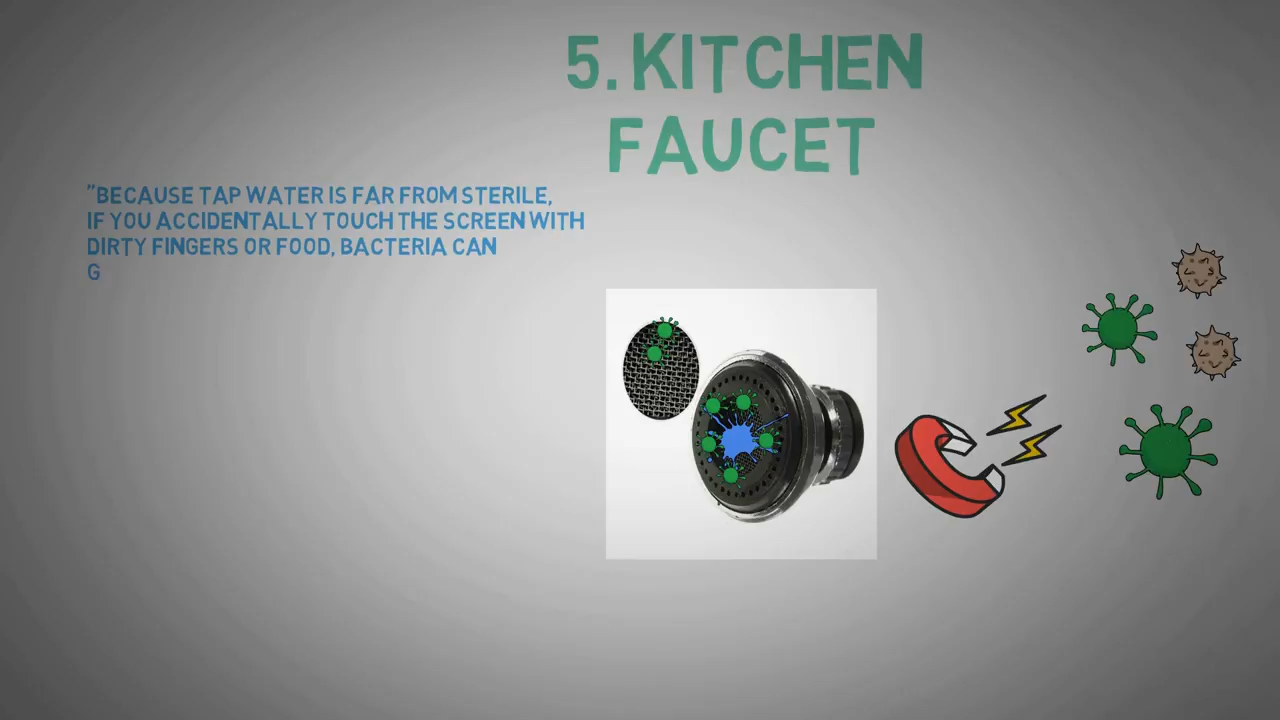 5. KITCHEN
FAUCET
"BECAUSE TAP WATER IS FAR FROM STERILE,
IF YOU ACCIDENTALLY TOUCH THE SCREEN WITH
DIRTY FINGERS OR FOOD, BACTERIA CAN
G